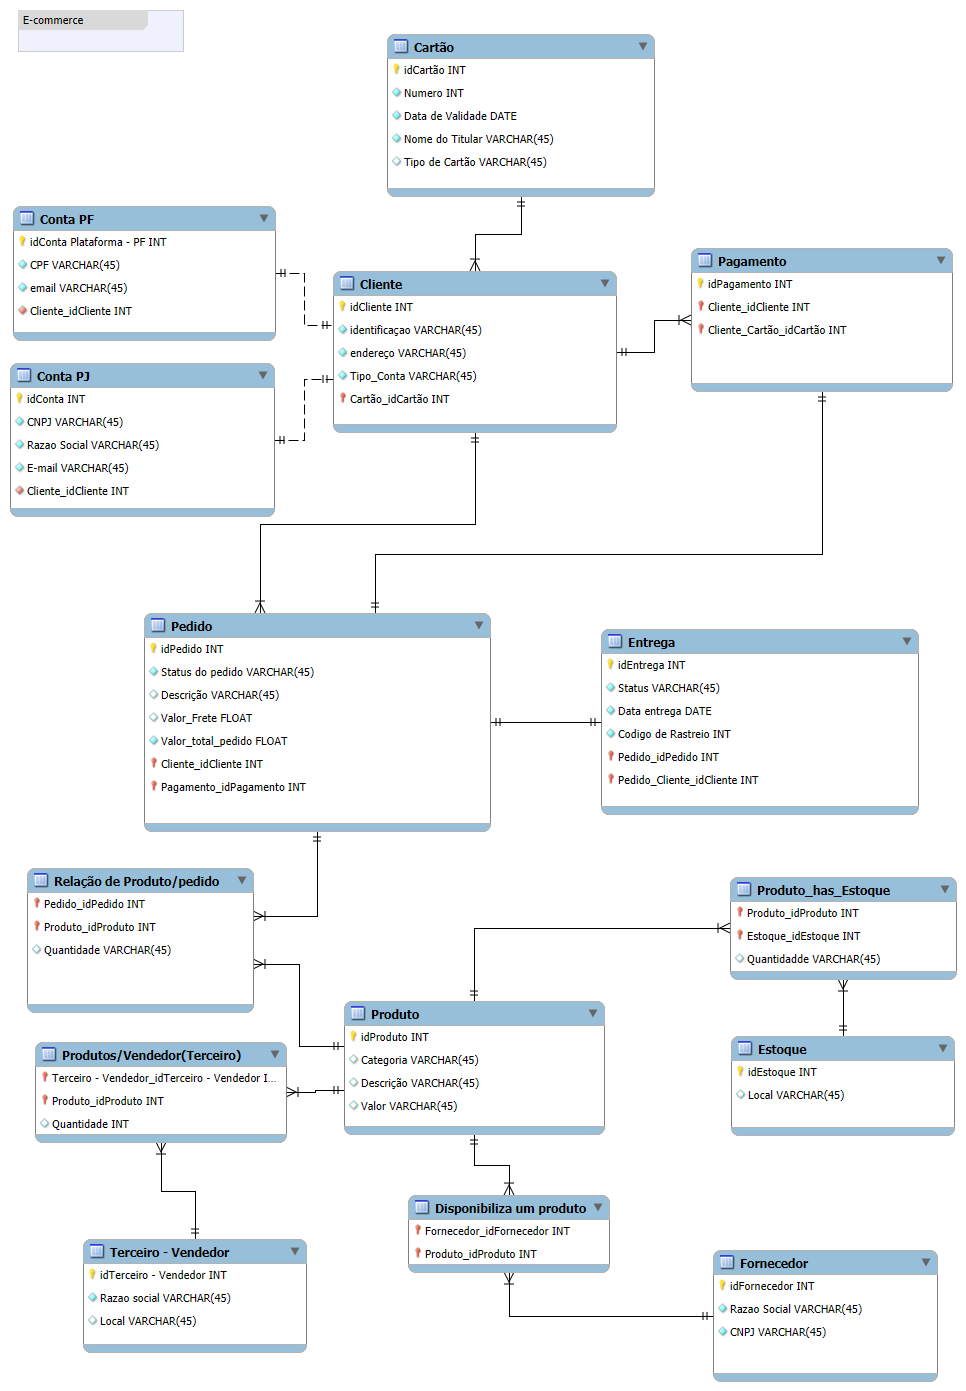 E-commerce
Cartão
idCartão INT
Numero INT
Data de Validade DATE
Nome do Titular VARCHAR(45)
Tipo de Cartão VARCHAR(45)
Conta PF
idConta Plataforma - PF INT
CPF VARCHAR(45)
email VARCHAR(45)
Cliente_idCliente INT
Cliente
idCliente INT
identificaçao VARCHAR(45)
endereço VARCHAR(45)
Tipo_Conta VARCHAR(45)
Cartão_idCartão INT
Pagamento
idPagamento INT
Cliente_idCliente INT
Cliente_Cartão_idCartão INT
Conta PJ
idConta INT
CNPJ VARCHAR(45)
Razao Social VARCHAR(45)
E-mail VARCHAR(45)
Cliente_idCliente INT
Pedido
idPedido INT
Status do pedido VARCHAR(45)
Descrição VARCHAR(45)
Valor_Frete FLOAT
Valor_total_pedido FLOAT
Cliente_idCliente INT
Pagamento_idPagamento INT
Entrega
idEntrega INT
Status VARCHAR(45)
Data entrega DATE
Codigo de Rastreio INT
Pedido_idPedido INT
Pedido_Cliente_idCliente INT
Relação de Produto/pedido
Pedido_idPedido INT
Produto_idProduto INT
Quantidade VARCHAR(45)
Produto_has_Estoque
Produto_idProduto INT
Estoque_idEstoque INT
Quantidadde VARCHAR(45)
Produto
idProduto INT
Categoria VARCHAR(45)
Descrição VARCHAR(45)
Valor VARCHAR(45)
Produtos/Vendedor(Terceiro)
Terceiro - Vendedor_idTerceiro - Vendedor I...
Produto_idProduto INT
Quantidade INT
Estoque
idEstoque INT
Local VARCHAR(45)
Disponibiliza um produto
Fornecedor_idFornecedor INT
Produto_idProduto INT
Terceiro - Vendedor
idTerceiro - Vendedor INT
Razao social VARCHAR(45)
Local VARCHAR(45)
Fornecedor
idFornecedor INT
Razao Social VARCHAR(45)
CNPJ VARCHAR(45)